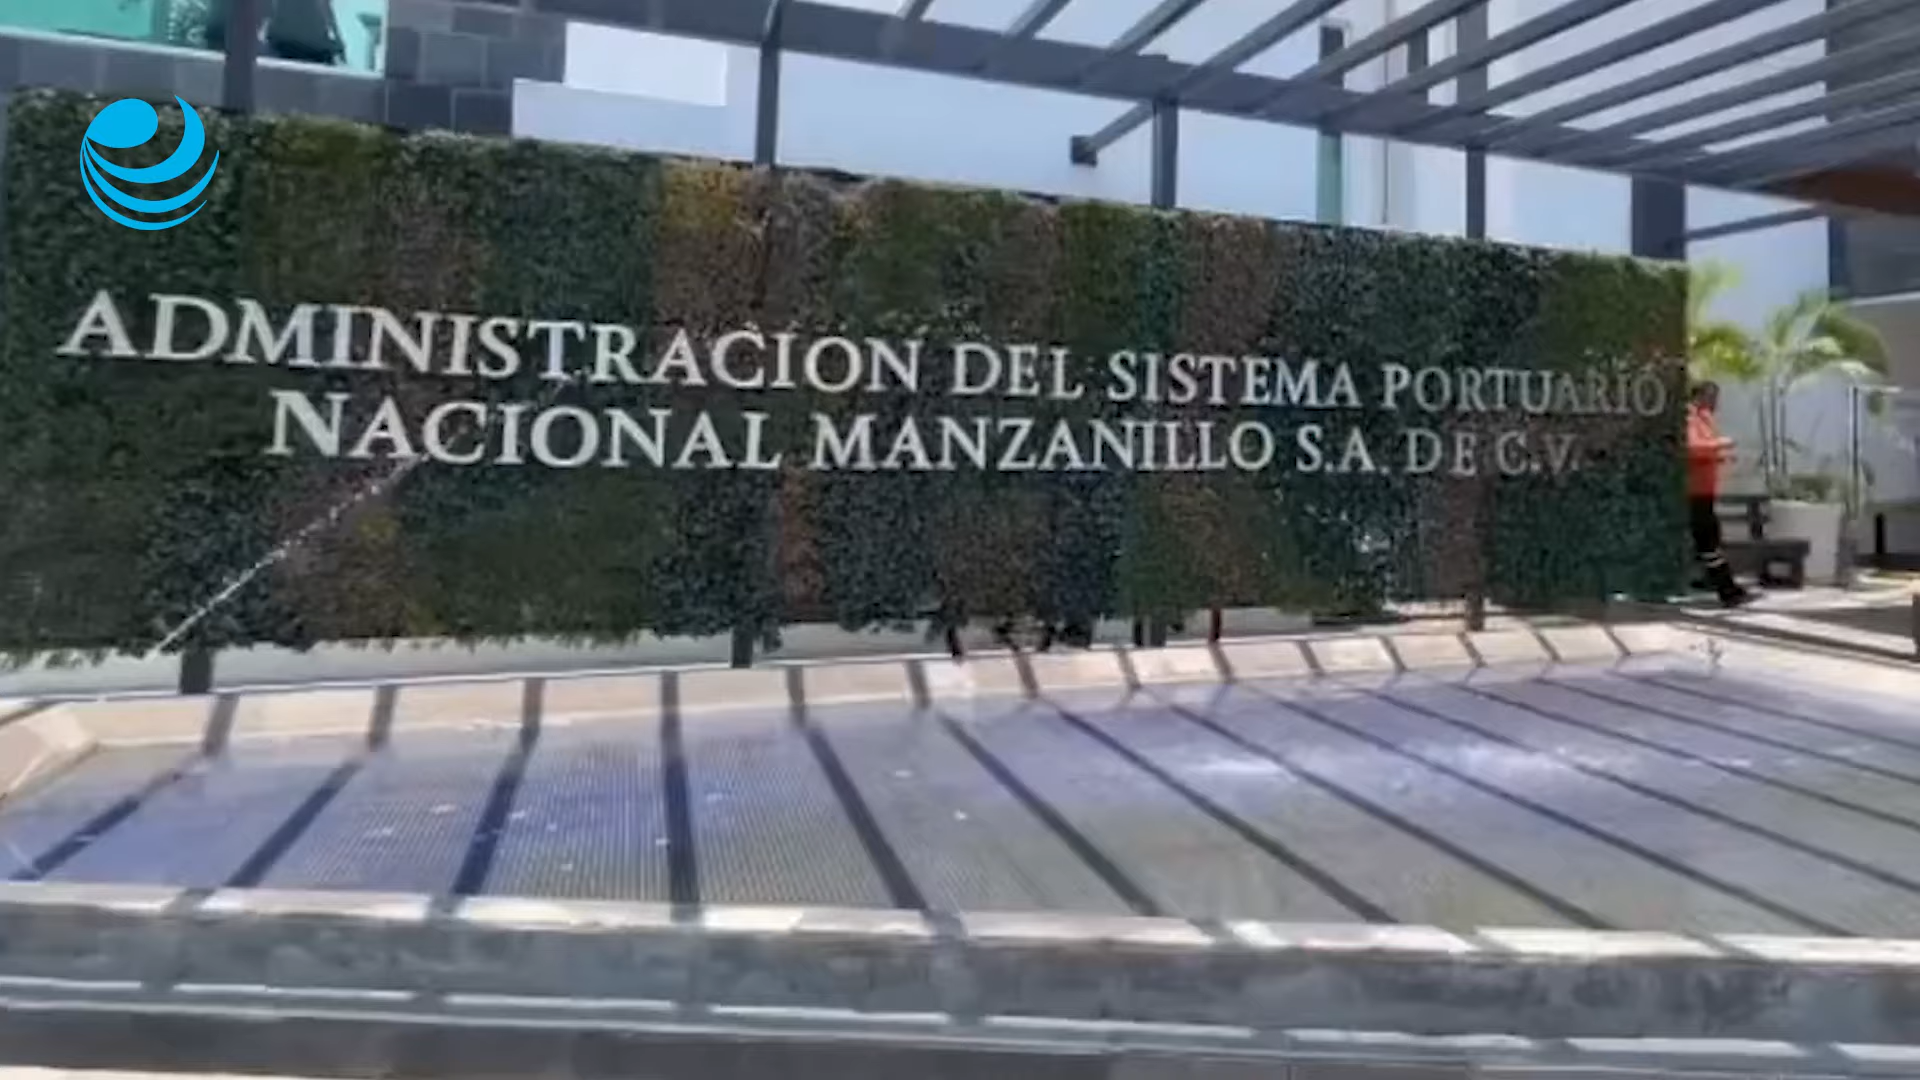 ADMINISTRACION DEL SISTEMA PORTUARIO
NACIONAL MANZANILLO S.A. DE C.V.